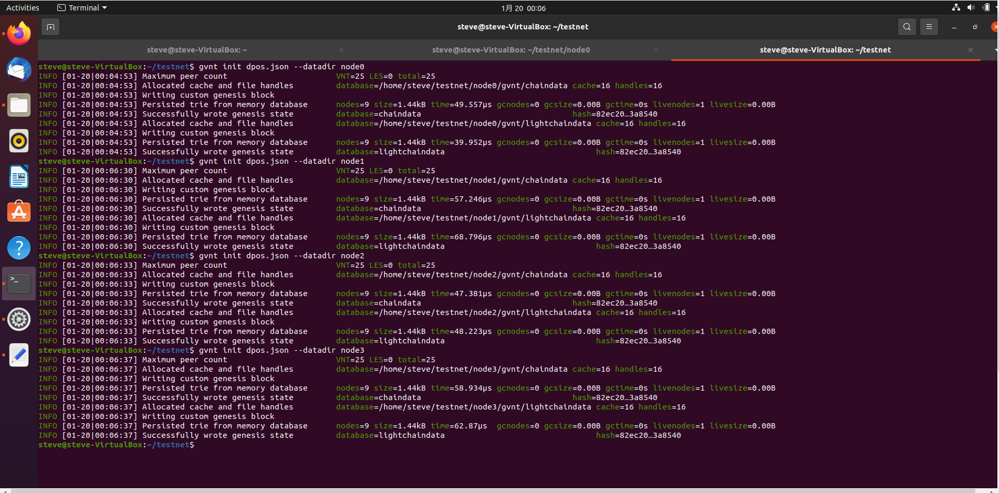 Activities Terminal 1月 20 00:06
steve@steve-VirtualBox: ~/testnet
steve@steve-VirtualBox: ~ steve@steve-VirtualBox: ~/testnet/node0 steve@steve-VirtualBox: ~/testnet
steve@steve-VirtualBox:~/testnet$ gvnt init dpos.json --datadir node0
INFO [01-20|00:04:53] Maximum peer count VNT=25 LES=0 total=25
INFO [01-20|00:04:53] Allocated cache and file handles database=/home/steve/testnet/node0/gvnt/chaindata cache=16 handles=16
INFO [01-20|00:04:53] Writing custom genesis block
INFO [01-20|00:04:53] Persisted trie from memory database nodes=9 size=1.44kB time=49.557µs gcnodes=0 gcsize=0.00B gctime=0s livenodes=1 livesize=0.00B
INFO [01-20|00:04:53] Successfully wrote genesis state database=chaindata hash=82ec20…3a8540
INFO [01-20|00:04:53] Allocated cache and file handles database=/home/steve/testnet/node0/gvnt/lightchaindata cache=16 handles=16
INFO [01-20|00:04:53] Writing custom genesis block
INFO [01-20|00:04:53] Persisted trie from memory database nodes=9 size=1.44kB time=39.952µs gcnodes=0 gcsize=0.00B gctime=0s livenodes=1 livesize=0.00B
INFO [01-20|00:04:53] Successfully wrote genesis state database=lightchaindata hash=82ec20…3a8540
steve@steve-VirtualBox:~/testnet$ gvnt init dpos.json --datadir node1
INFO [01-20|00:06:30] Maximum peer count VNT=25 LES=0 total=25
INFO [01-20|00:06:30] Allocated cache and file handles database=/home/steve/testnet/node1/gvnt/chaindata cache=16 handles=16
INFO [01-20|00:06:30] Writing custom genesis block
INFO [01-20|00:06:30] Persisted trie from memory database nodes=9 size=1.44kB time=57.246µs gcnodes=0 gcsize=0.00B gctime=0s livenodes=1 livesize=0.00B
INFO [01-20|00:06:30] Successfully wrote genesis state database=chaindata hash=82ec20…3a8540
INFO [01-20|00:06:30] Allocated cache and file handles database=/home/steve/testnet/node1/gvnt/lightchaindata cache=16 handles=16
INFO [01-20|00:06:30] Writing custom genesis block
INFO [01-20|00:06:30] Persisted trie from memory database nodes=9 size=1.44kB time=68.796µs gcnodes=0 gcsize=0.00B gctime=0s livenodes=1 livesize=0.00B
INFO [01-20|00:06:30] Successfully wrote genesis state database=lightchaindata hash=82ec20…3a8540
steve@steve-VirtualBox:~/testnet$ gvnt init dpos.json --datadir node2
INFO [01-20|00:06:33] Maximum peer count VNT=25 LES=0 total=25
INFO [01-20|00:06:33] Allocated cache and file handles database=/home/steve/testnet/node2/gvnt/chaindata cache=16 handles=16
INFO [01-20|00:06:33] Writing custom genesis block
INFO [01-20|00:06:33] Persisted trie from memory database nodes=9 size=1.44kB time=47.381µs gcnodes=0 gcsize=0.00B gctime=0s livenodes=1 livesize=0.00B
INFO [01-20|00:06:33] Successfully wrote genesis state database=chaindata hash=82ec20…3a8540
INFO [01-20|00:06:33] Allocated cache and file handles database=/home/steve/testnet/node2/gvnt/lightchaindata cache=16 handles=16
INFO [01-20|00:06:33] Writing custom genesis block
INFO [01-20|00:06:33] Persisted trie from memory database nodes=9 size=1.44kB time=48.223µs gcnodes=0 gcsize=0.00B gctime=0s livenodes=1 livesize=0.00B
INFO [01-20|00:06:33] Successfully wrote genesis state database=lightchaindata hash=82ec20…3a8540
steve@steve-VirtualBox:~/testnet$ gvnt init dpos.json --datadir node3
INFO [01-20|00:06:37] Maximum peer count VNT=25 LES=0 total=25
INFO [01-20|00:06:37] Allocated cache and file handles database=/home/steve/testnet/node3/gvnt/chaindata cache=16 handles=16
INFO [01-20|00:06:37] Writing custom genesis block
INFO [01-20|00:06:37] Persisted trie from memory database nodes=9 size=1.44kB time=58.934µs gcnodes=0 gcsize=0.00B gctime=0s livenodes=1 livesize=0.00B
INFO [01-20|00:06:37] Successfully wrote genesis state database=chaindata hash=82ec20…3a8540
INFO [01-20|00:06:37] Allocated cache and file handles database=/home/steve/testnet/node3/gvnt/lightchaindata cache=16 handles=16
INFO [01-20|00:06:37] Writing custom genesis block
INFO [01-20|00:06:37] Persisted trie from memory database nodes=9 size=1.44kB time=62.87µs gcnodes=0 gcsize=0.00B gctime=0s livenodes=1 livesize=0.00B
INFO [01-20|00:06:37] Successfully wrote genesis state database=lightchaindata hash=82ec20…3a8540
steve@steve-VirtualBox:~/testnet$